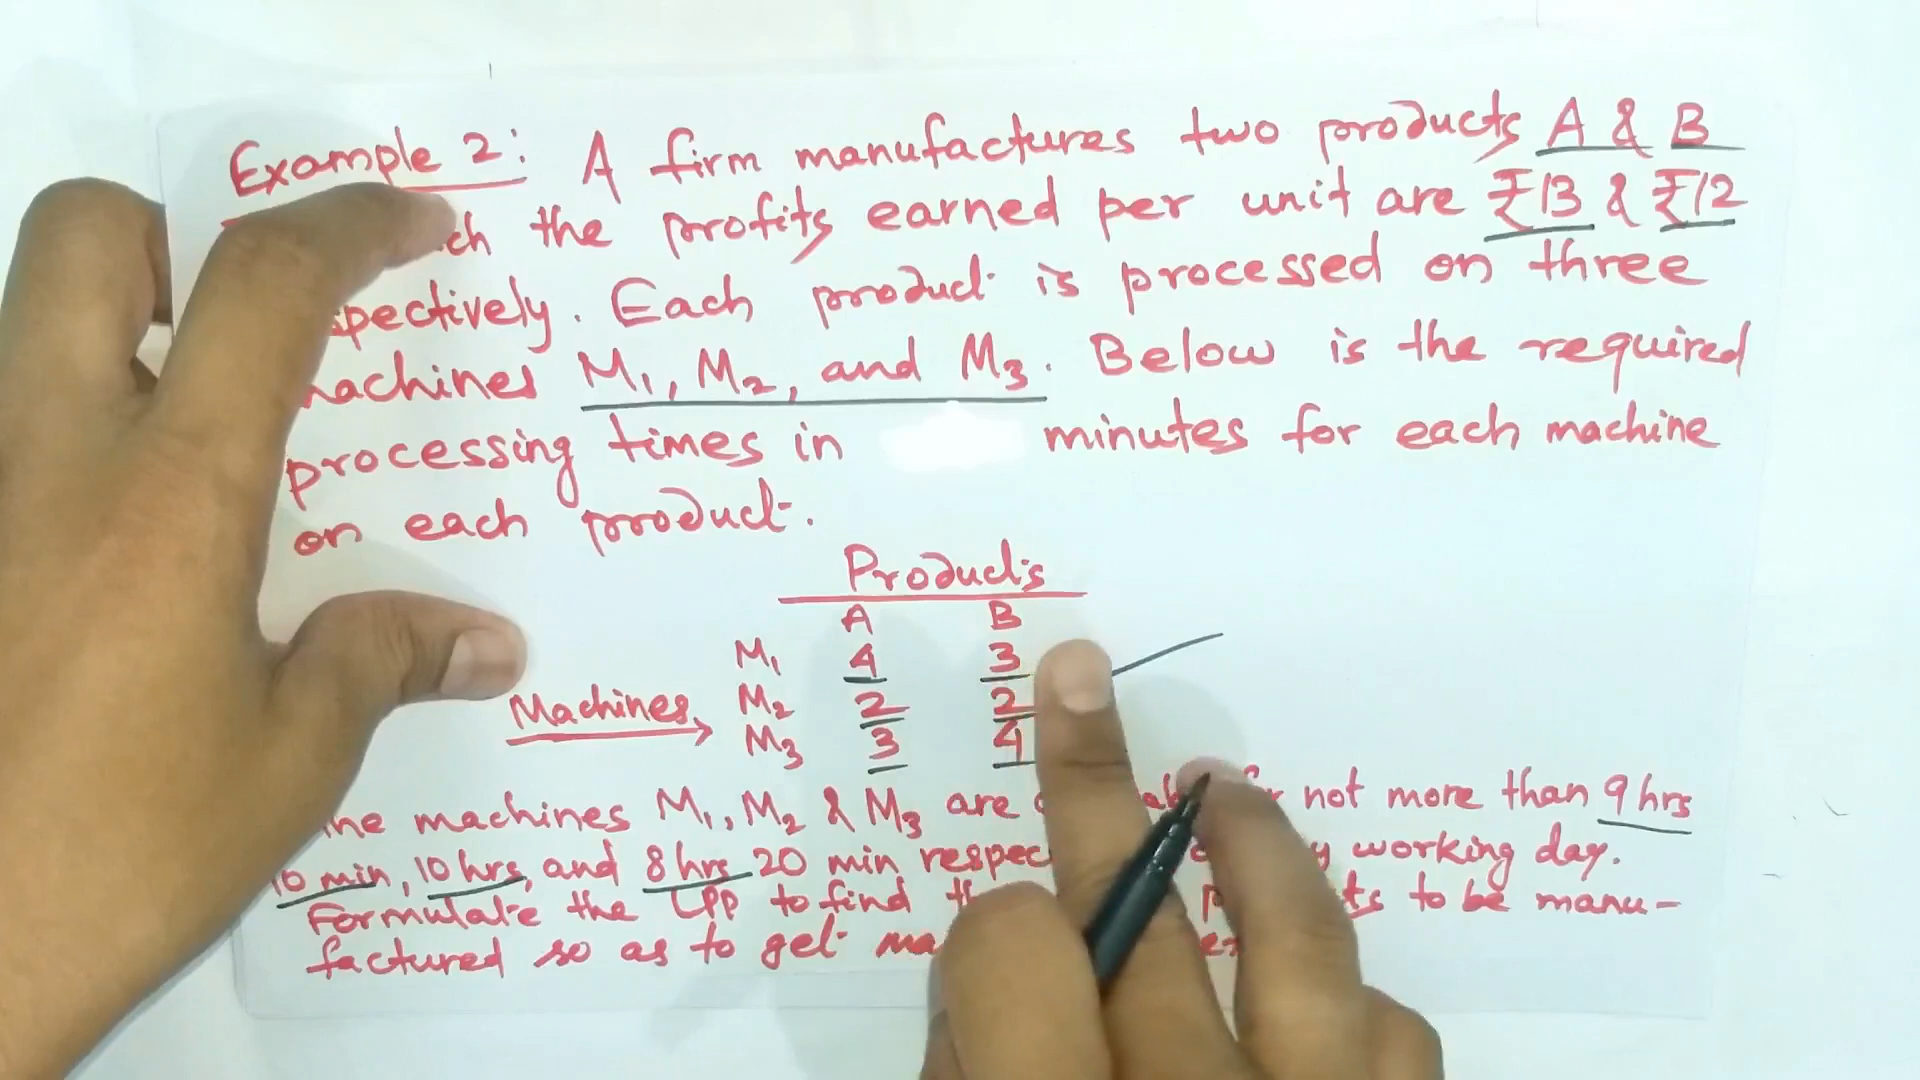 Example 2: A firm manufactures two products A & B
the profits earned per unit are ₹13 & ₹12
Each product is processed on three
M1, M2, and M3. Below is the required
processing times in minutes for each machine
on each product.
Products
A B
M1 4 3
Machines M2 2 2
M3 3 4
machines M1, M2 & M3 are not more than 9 hrs
10 min, 10 hrs, and 8 hrs 20 min working day.
Formulate the LPP to find to be manu-
factured so as to get